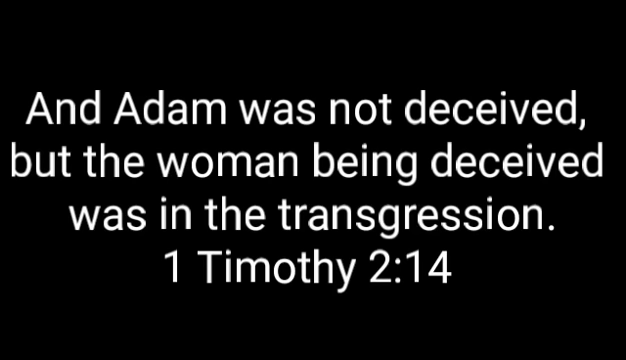 And Adam was not deceived,
but the woman being deceived
was in the transgression.
1 Timothy 2:14